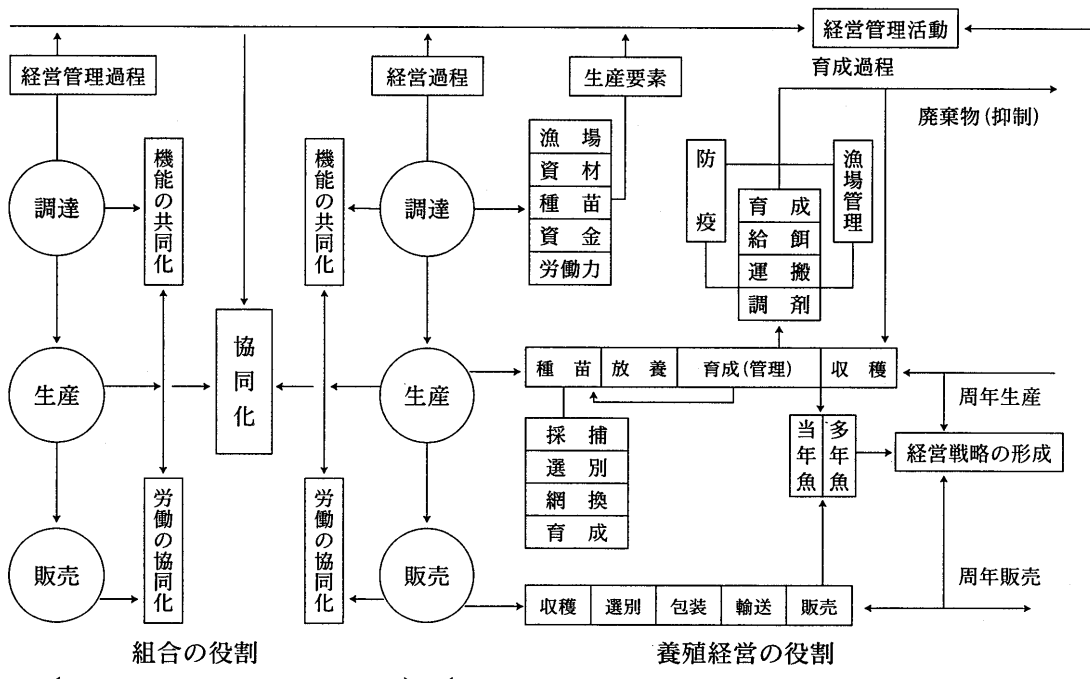 経営管理活動
経営管理過程
経営過程
生産要素
育成過程
廃棄物(抑制)
調達
機能の共同化
機能の共同化
調達
漁場
資材
種苗
資金
労働力
防疫
漁場管理
育成
給餌
運搬
調剤
生産
協同化
生産
種苗
放養
育成(管理)
収穫
周年生産
採捕
選別
網換
育成
当年魚
多年魚
経営戦略の形成
販売
労働の協同化
労働の協同化
販売
周年販売
収穫
選別
包装
輸送
販売
組合の役割
養殖経営の役割